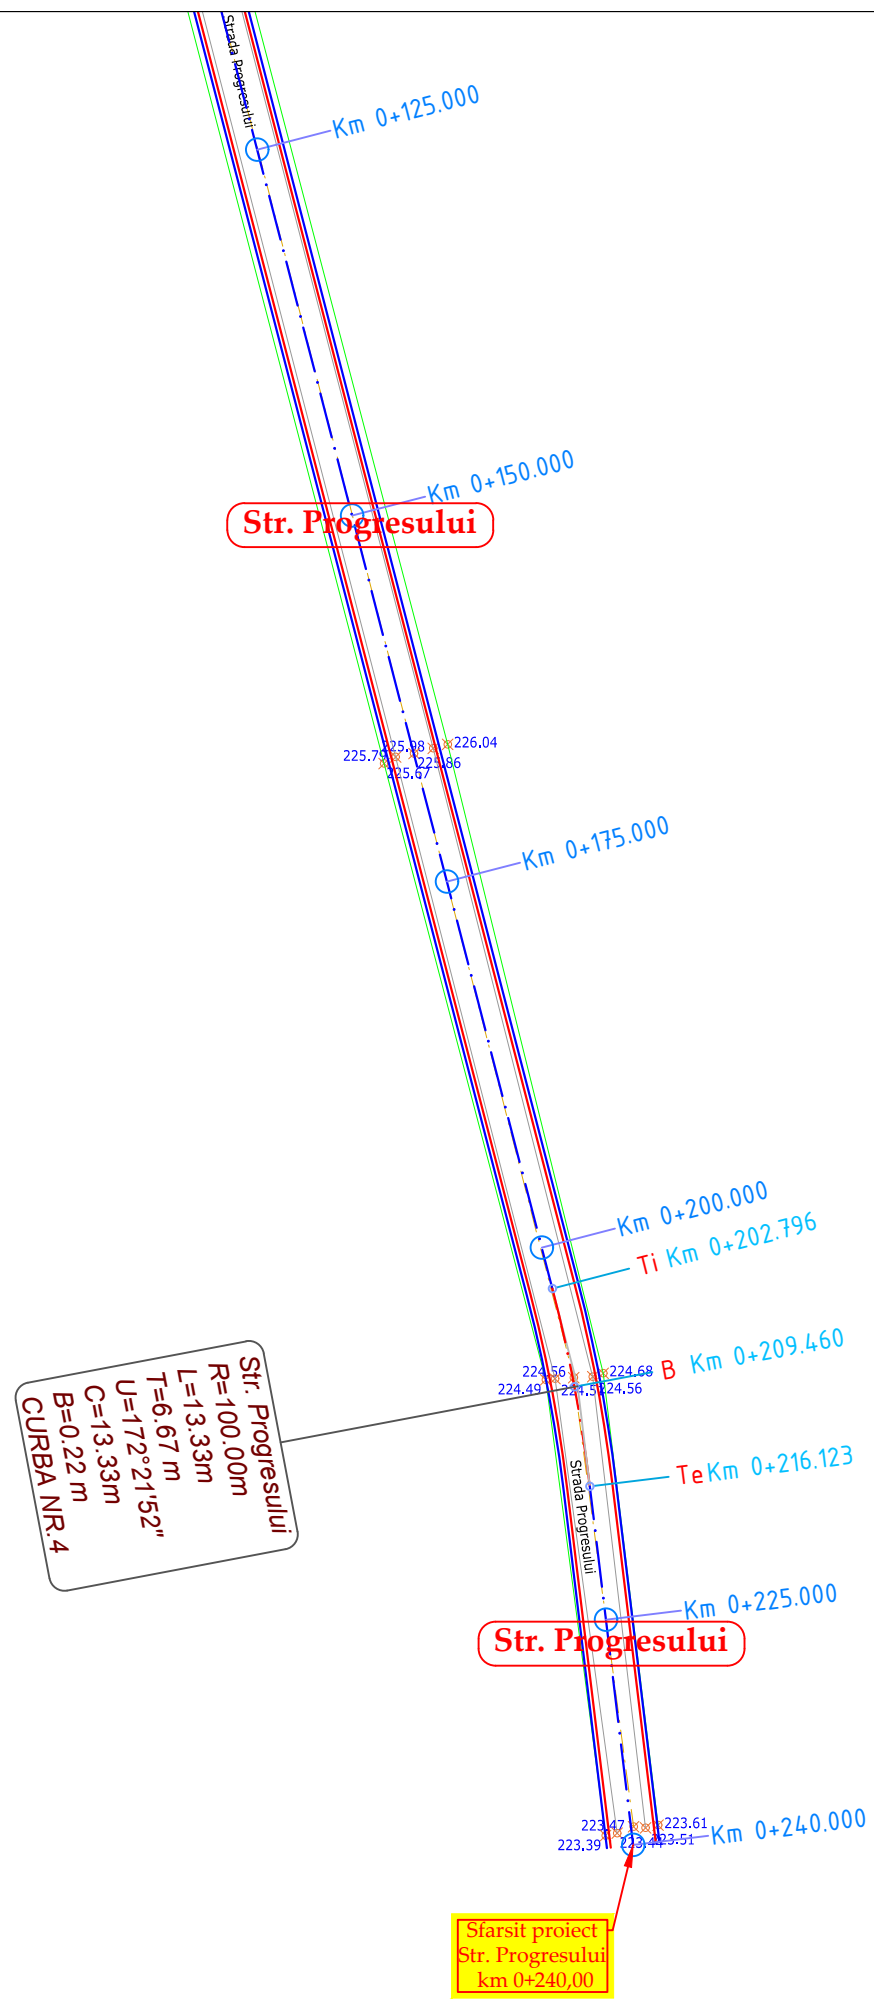 Strada Progresului
Km 0+125.000
Km 0+150.000
Str. Progresului
225.98
226.04
225.79
225.86
225.67
Km 0+175.000
Km 0+200.000
Ti Km 0+202.796
B Km 0+209.460
224.56
224.68
224.49
224.56
Te Km 0+216.123
Str. Progresului
R=100.00m
L=13.33m
T=6.67 m
U=172°21'52"
C=13.33m
B=0.22 m
CURBA NR.4
Strada Progresului
Km 0+225.000
Str. Progresului
223.47
223.61
223.39
223.51
Km 0+240.000
Sfarsit proiect
Str. Progresului
km 0+240,00